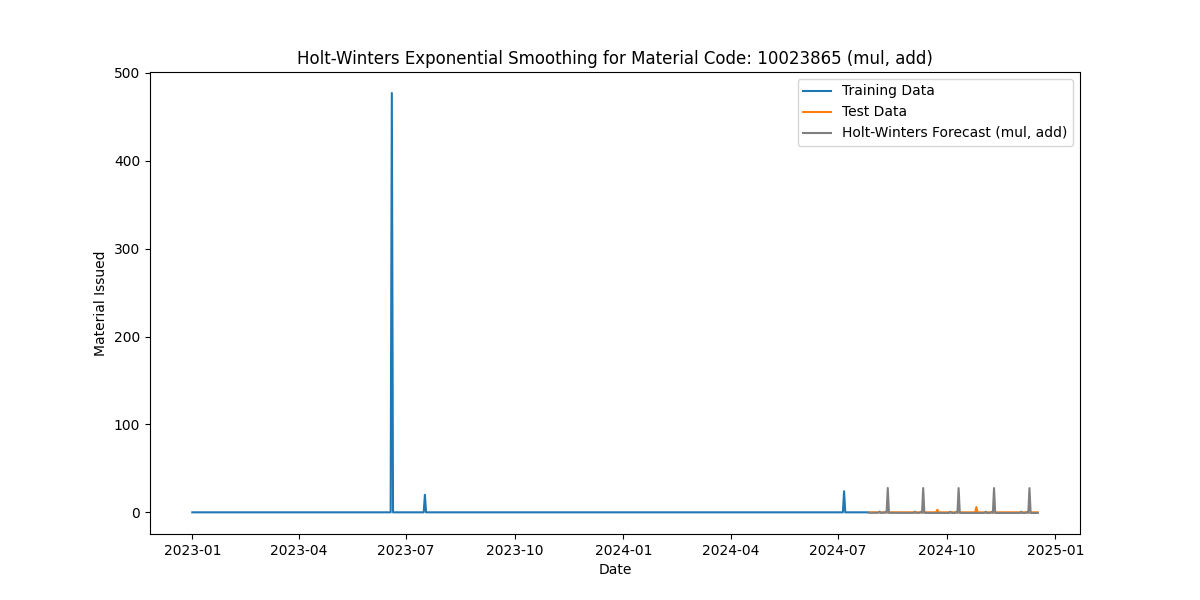 Holt-Winters Exponential Smoothing for Material Code: 10023865 (mul, add)
500
400
300
200
100
0
Material Issued
Training Data
Test Data
Holt-Winters Forecast (mul, add)
2023-01
2023-04
2023-07
2023-10
2024-01
2024-04
2024-07
2024-10
2025-01
Date